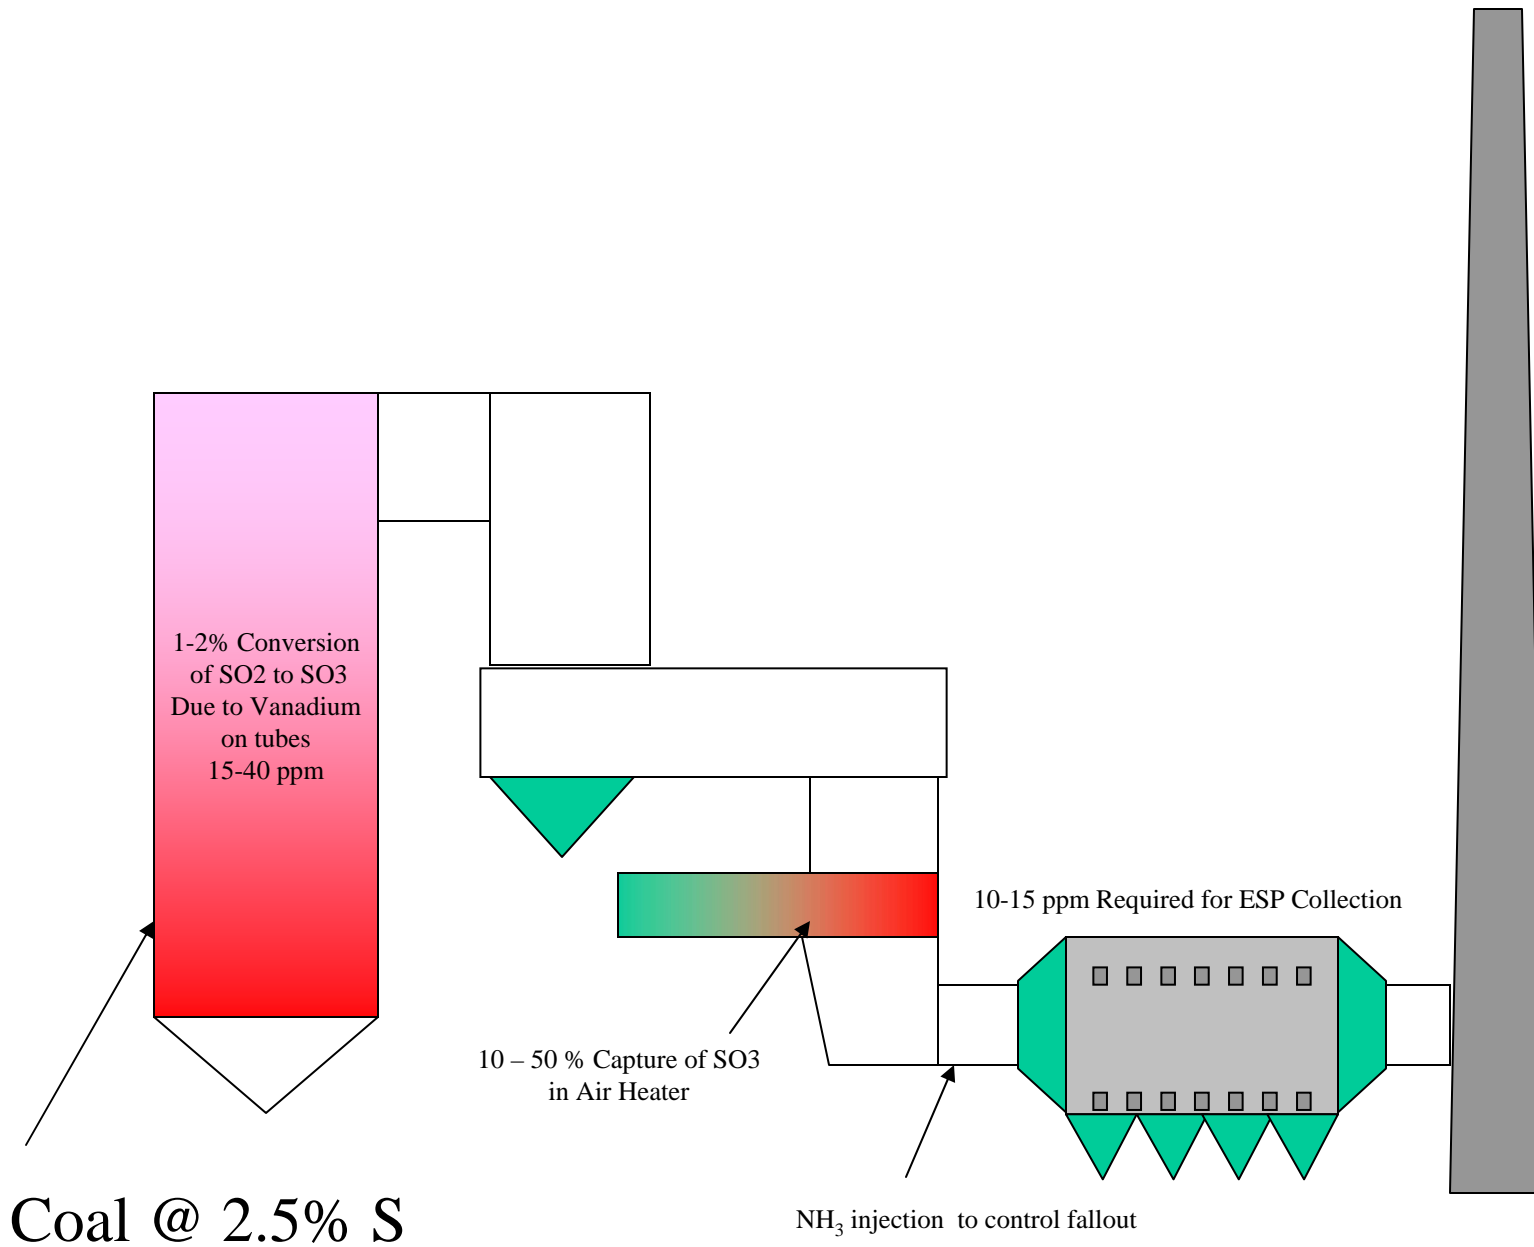 1-2% Conversion
of SO2 to SO3
Due to Vanadium
on tubes
15-40 ppm
10-15 ppm Required for ESP Collection
10 – 50 % Capture of SO3
in Air Heater
Coal @ 2.5% S
NH₃ injection to control fallout